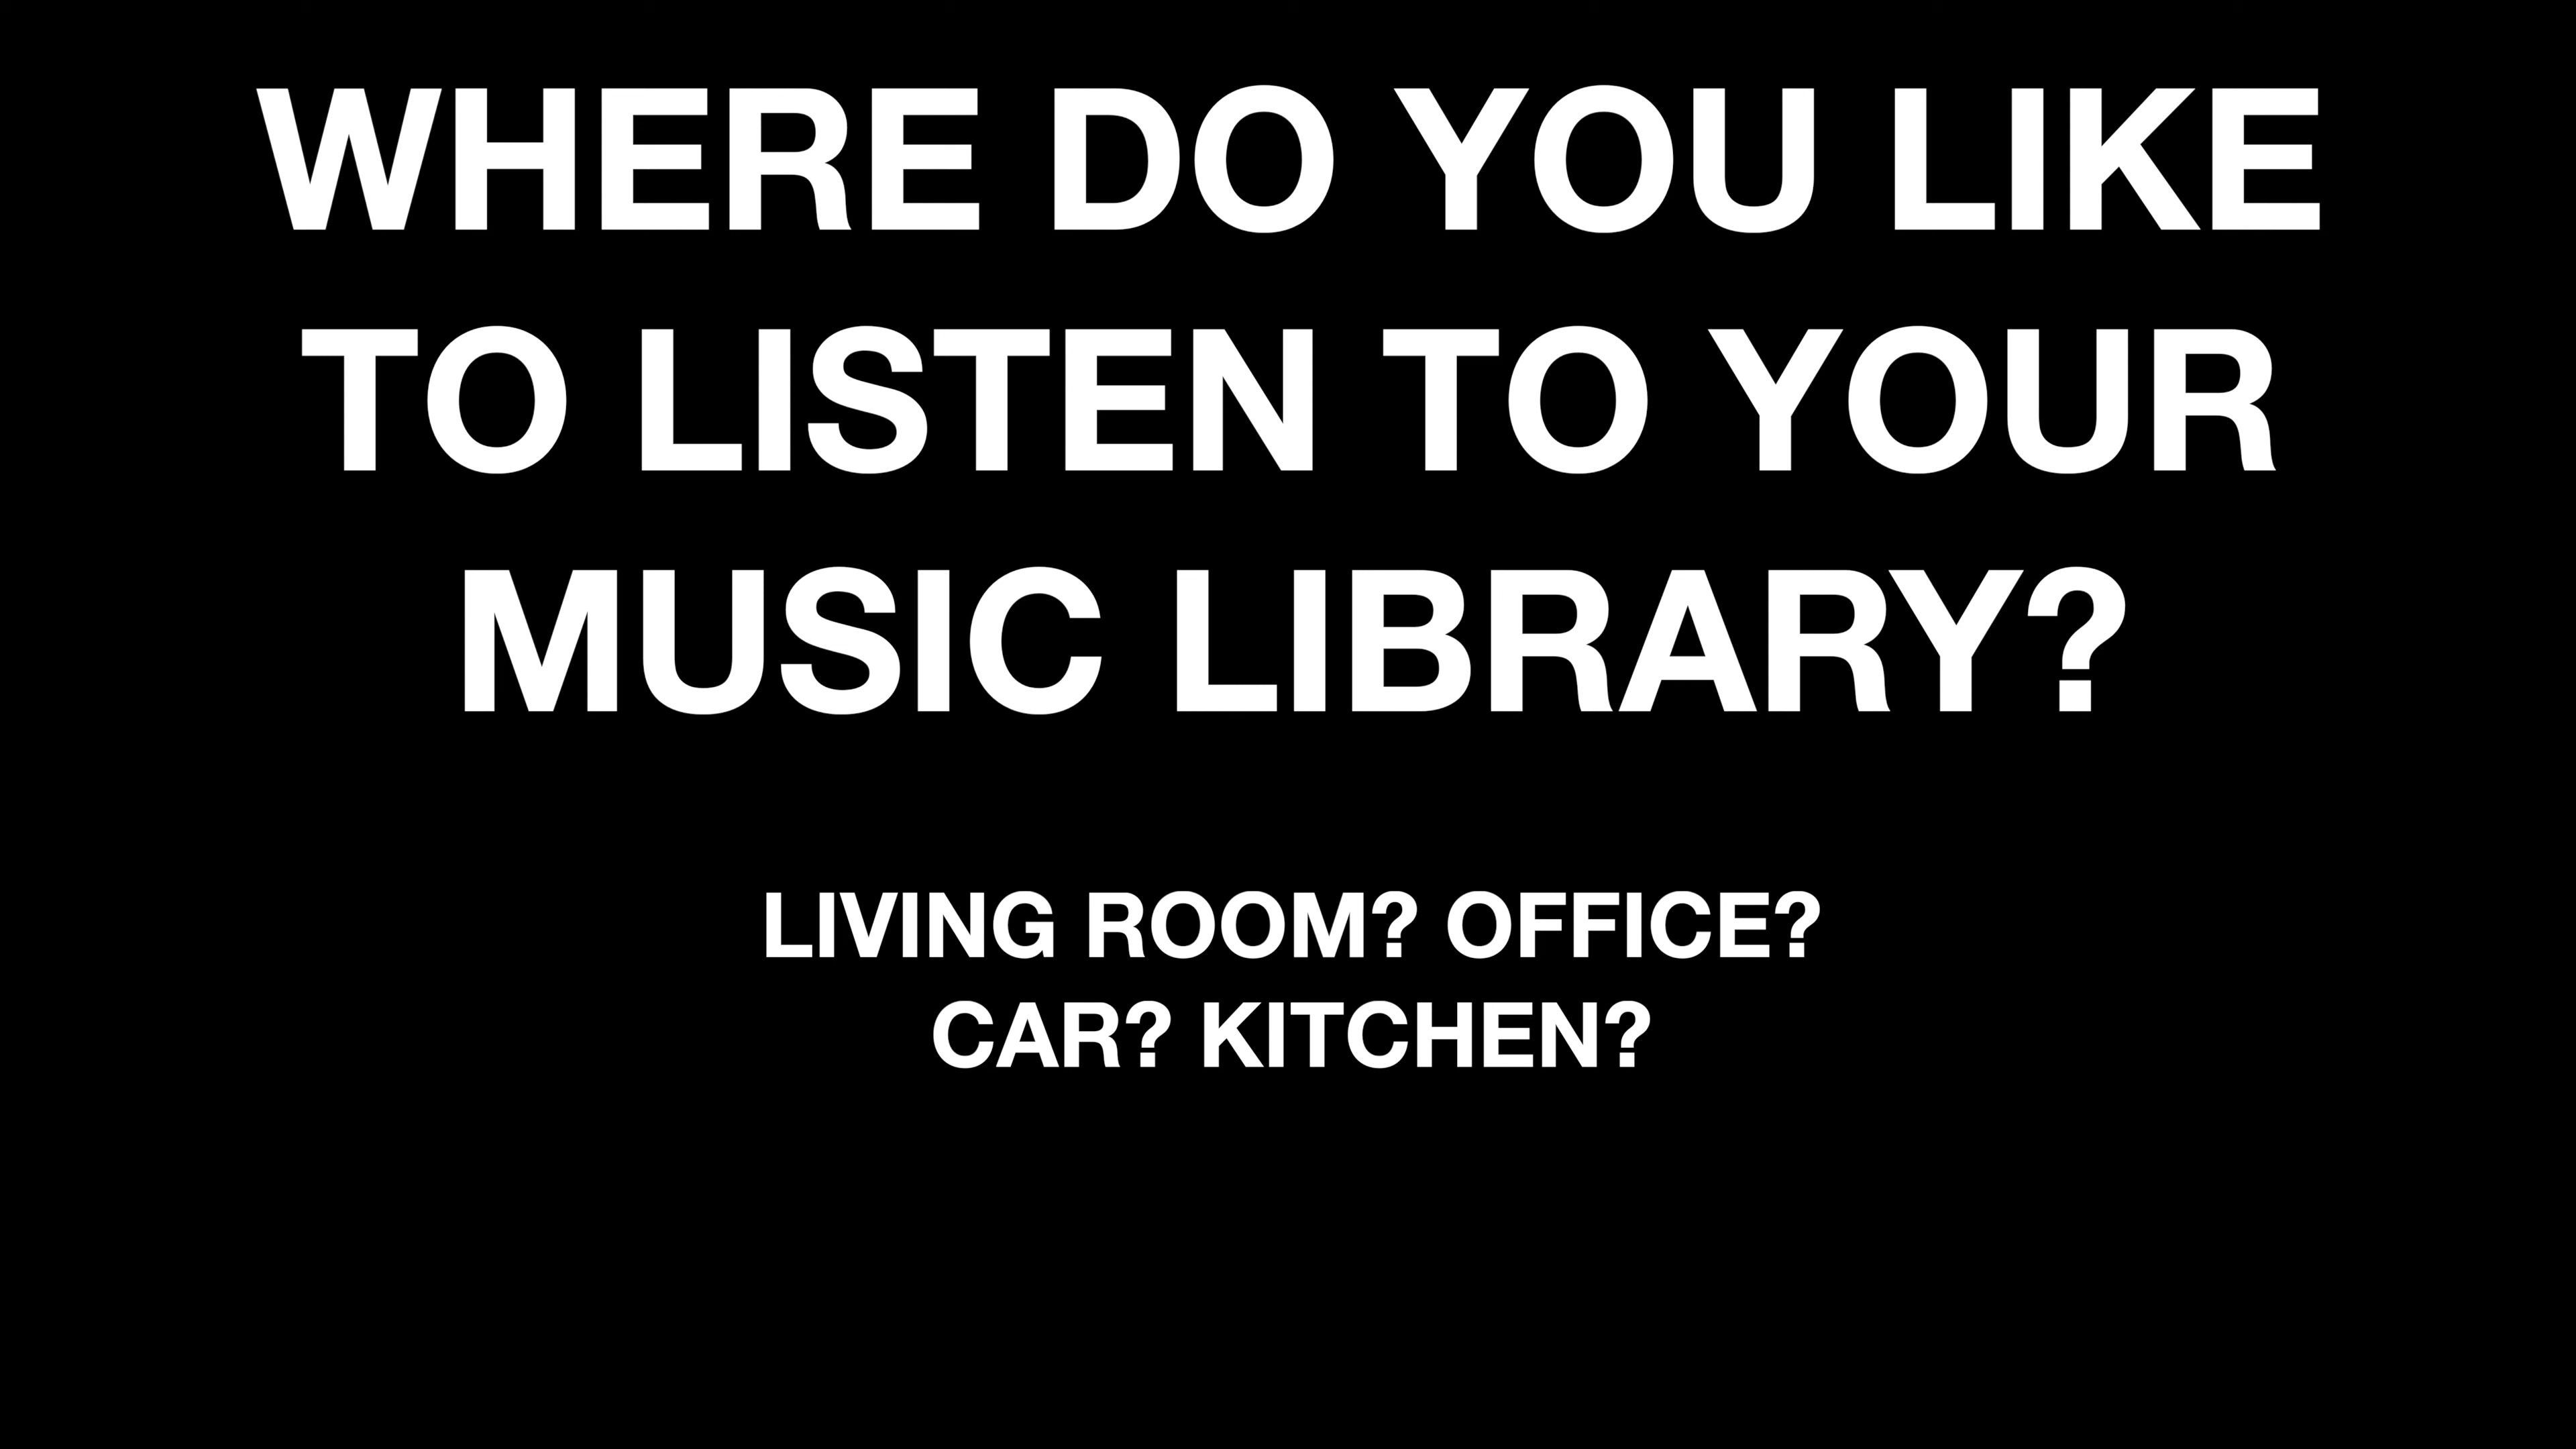 WHERE DO YOU LIKE
TO LISTEN TO YOUR
MUSIC LIBRARY?
LIVING ROOM? OFFICE?
CAR? KITCHEN?